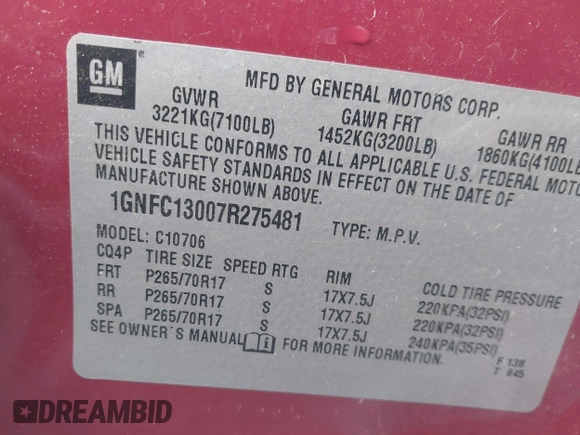 GM
MFD BY GENERAL MOTORS CORP.
GVWR GAWR FRT GAWR RR
3221KG(7100LB) 1452KG(3200LB) 1860KG(4100LB
THIS VEHICLE CONFORMS TO ALL APPLICABLE U.S. FEDERAL MOTO
VEHICLE SAFETY STANDARDS IN EFFECT ON THE DATE OF
MANUFACTURE SHOWN ABOVE.
1GNFC13007R275481 TYPE: M.P.V.
MODEL: C10706
CQ4P TIRE SIZE SPEED RTG RIM COLD TIRE PRESSURE
FRT P265/70R17 S 17X7.5J 220KPA(32PSI)
RR P265/70R17 S 17X7.5J 220KPA(32PSI)
SPA P265/70R17 S 17X7.5J 240KPA(35PSI)
SEE OWNER´S MANUAL FOR MORE INFORMATION.
F 138
T 845
DREAMBID